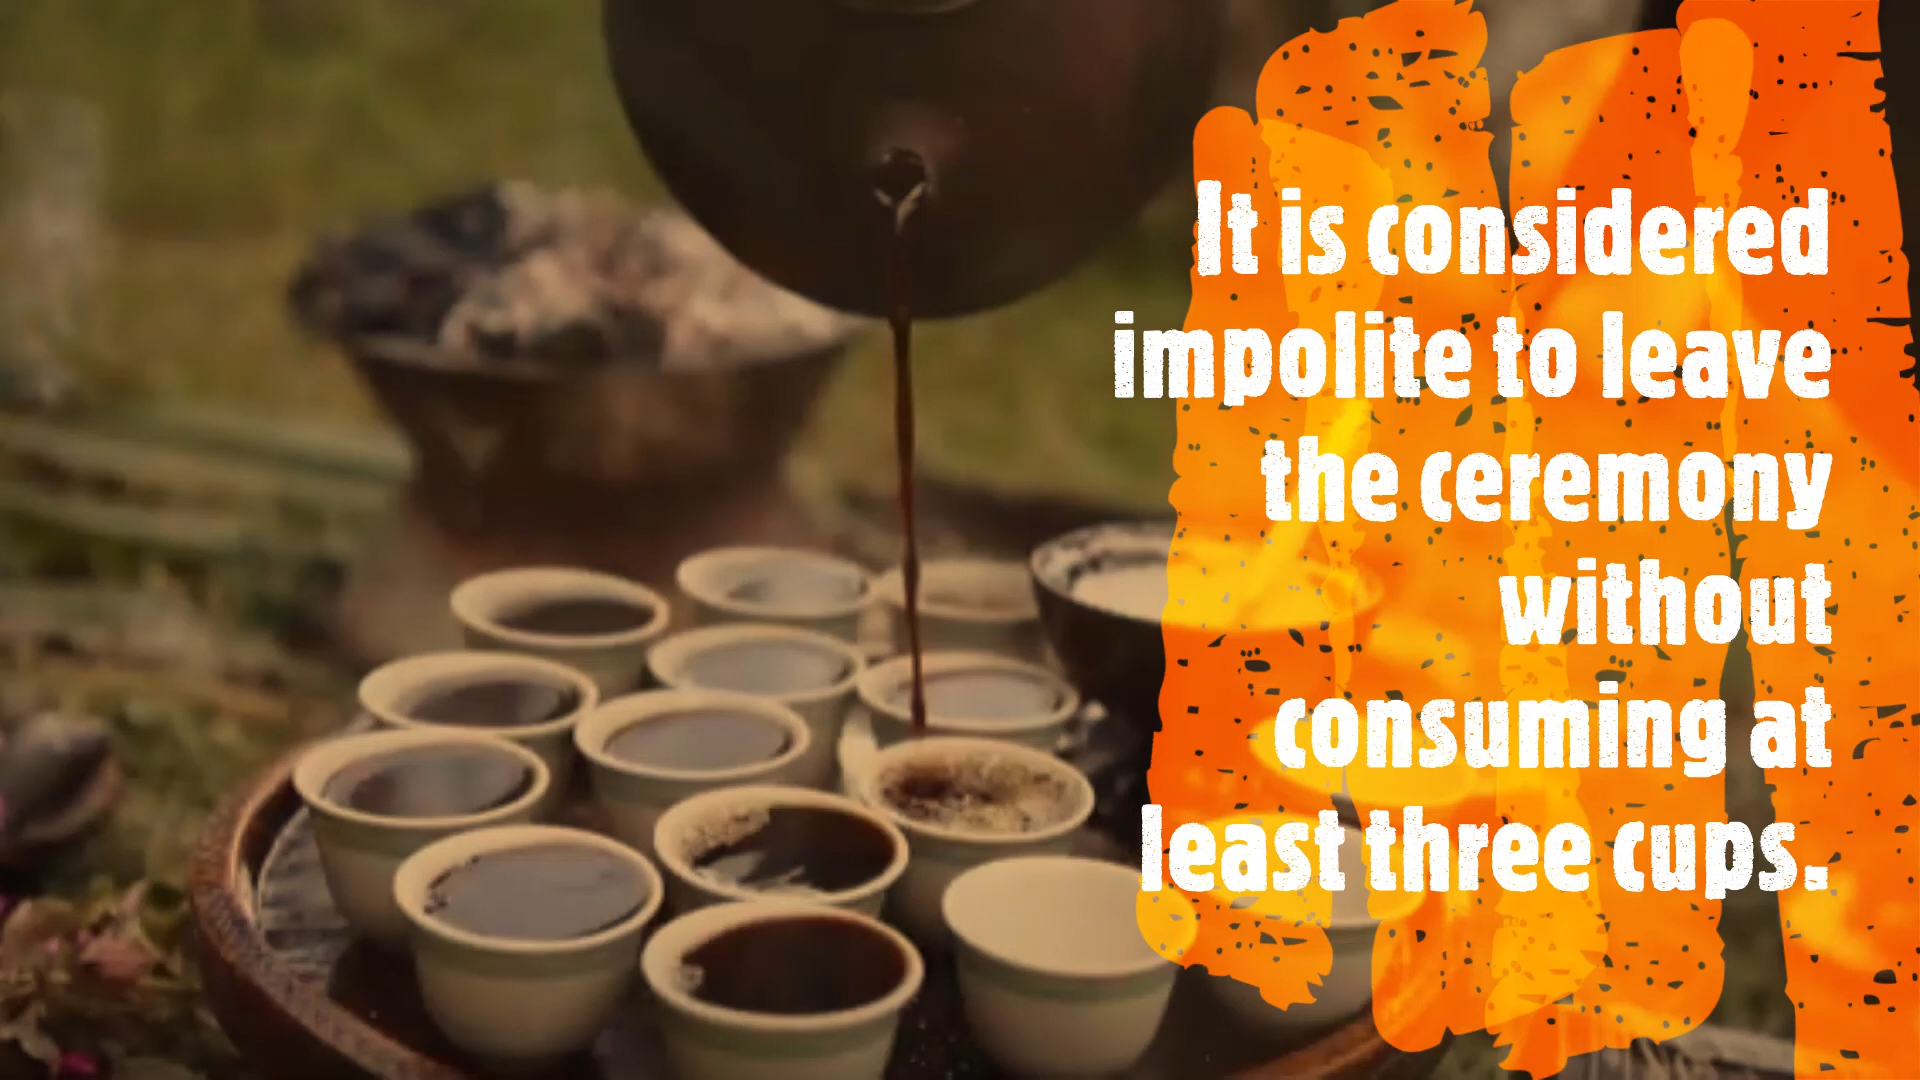 It is considered
impolite to leave
the ceremony
without
consuming at
least three cups.